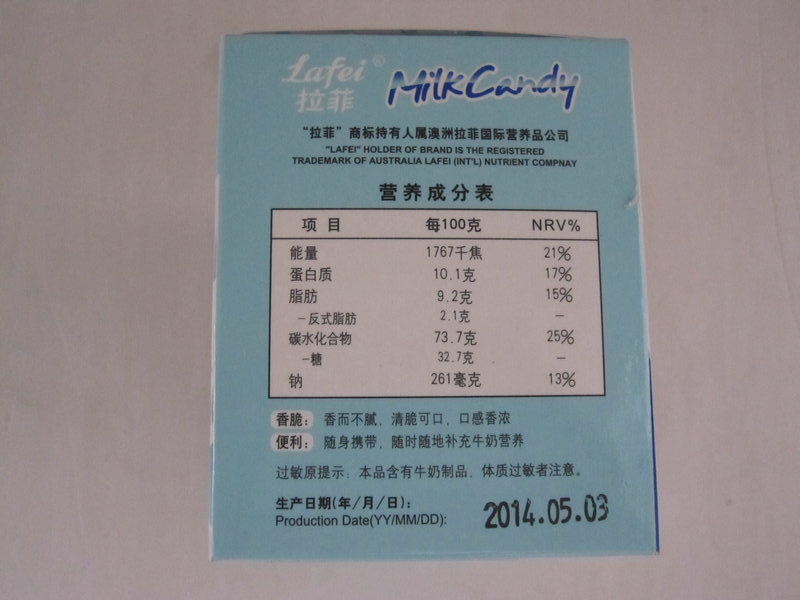 Lafei®
拉菲
MilkCandy
“拉菲”商标持有人属澳洲拉菲国际营养品公司
"LAFEI" HOLDER OF BRAND IS THE REGISTERED
TRADEMARK OF AUSTRALIA LAFEI (INT'L) NUTRIENT COMPNAY
营养成分表
项 目 每100克 NRV%
能量 1767千焦 21%
蛋白质 10.1克 17%
脂肪 9.2克 15%
–反式脂肪 2.1克 –
碳水化合物 73.7克 25%
–糖 32.7克 –
钠 261毫克 13%
香脆： 香而不腻，清脆可口，口感香浓
便利： 随身携带，随时随地补充牛奶营养
过敏原提示：本品含有牛奶制品，体质过敏者注意。
生产日期(年/月/日)：
Production Date(YY/MM/DD): 2014.05.03